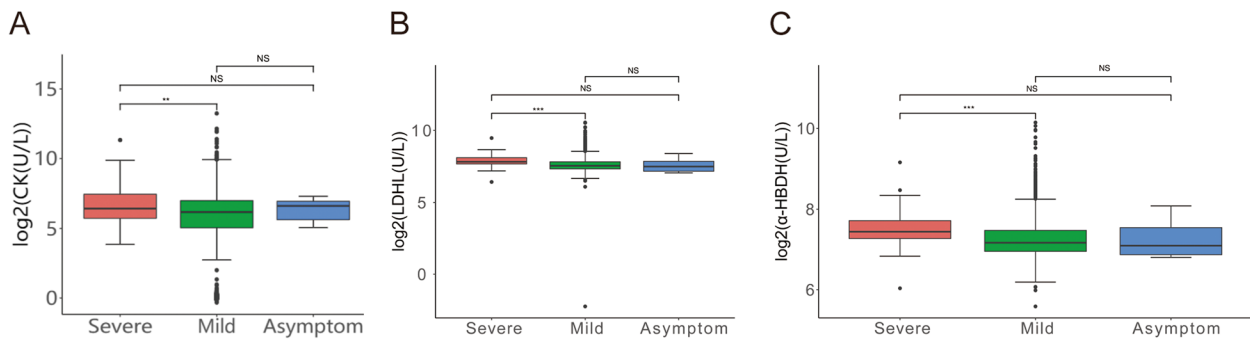 A
log2(CK(U/L))
15
10
5
0
NS
NS
**
Severe Mild Asymptom
B
log2(LDHL(U/L))
10
5
0
NS
NS
***
Severe Mild Asymptom
C
log2(α-HBDH(U/L))
10
8
6
NS
NS
***
Severe Mild Asymptom